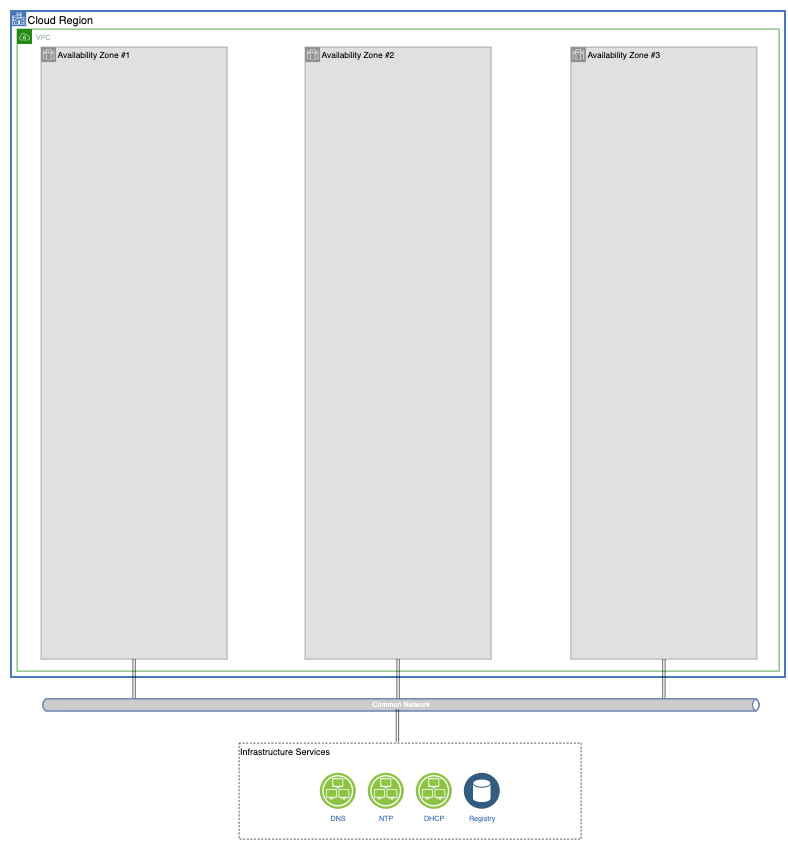 Cloud Region
VPC
Availability Zone #1
Availability Zone #2
Availability Zone #3
Common Network
Infrastructure Services
DNS
NTP
DHCP
Registry